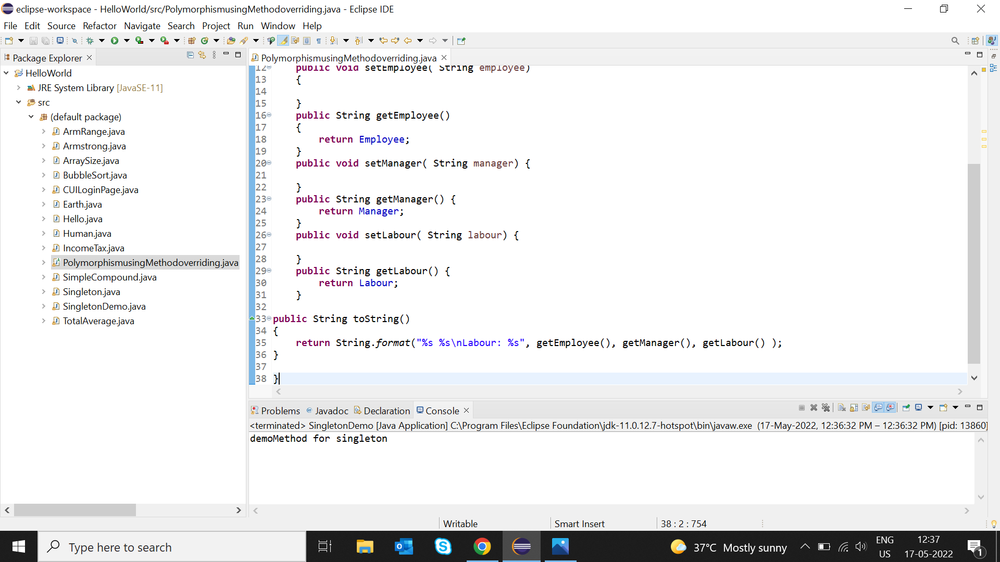 eclipse-workspace - HelloWorld/src/PolymorphismusingMethodoverriding.java - Eclipse IDE
File Edit Source Refactor Navigate Search Project Run Window Help
Package Explorer
HelloWorld
JRE System Library [JavaSE-11]
src
(default package)
ArmRange.java
Armstrong.java
ArraySize.java
BubbleSort.java
CUILoginPage.java
Earth.java
Hello.java
Human.java
IncomeTax.java
PolymorphismusingMethodoverriding.java
SimpleCompound.java
Singleton.java
SingletonDemo.java
TotalAverage.java
PolymorphismusingMethodoverriding.java
12 public void setEmployee( String employee)
13 {
14
15 }
16 public String getEmployee()
17 {
18 return Employee;
19 }
20 public void setManager( String manager) {
21
22 }
23 public String getManager() {
24 return Manager;
25 }
26 public void setLabour( String labour) {
27
28 }
29 public String getLabour() {
30 return Labour;
31 }
32
33 public String toString()
34 {
35 return String.format("%s %s\nLabour: %s", getEmployee(), getManager(), getLabour() );
36 }
37
38 }
Problems @ Javadoc Declaration Console
<terminated> SingletonDemo [Java Application] C:\Program Files\Eclipse Foundation\jdk-11.0.12.7-hotspot\bin\javaw.exe (17-May-2022, 12:36:32 PM – 12:36:32 PM) [pid: 13860]
demoMethod for singleton
Writable Smart Insert 38 : 2 : 754
Type here to search
37°C Mostly sunny
ENG
US
12:37
17-05-2022
1